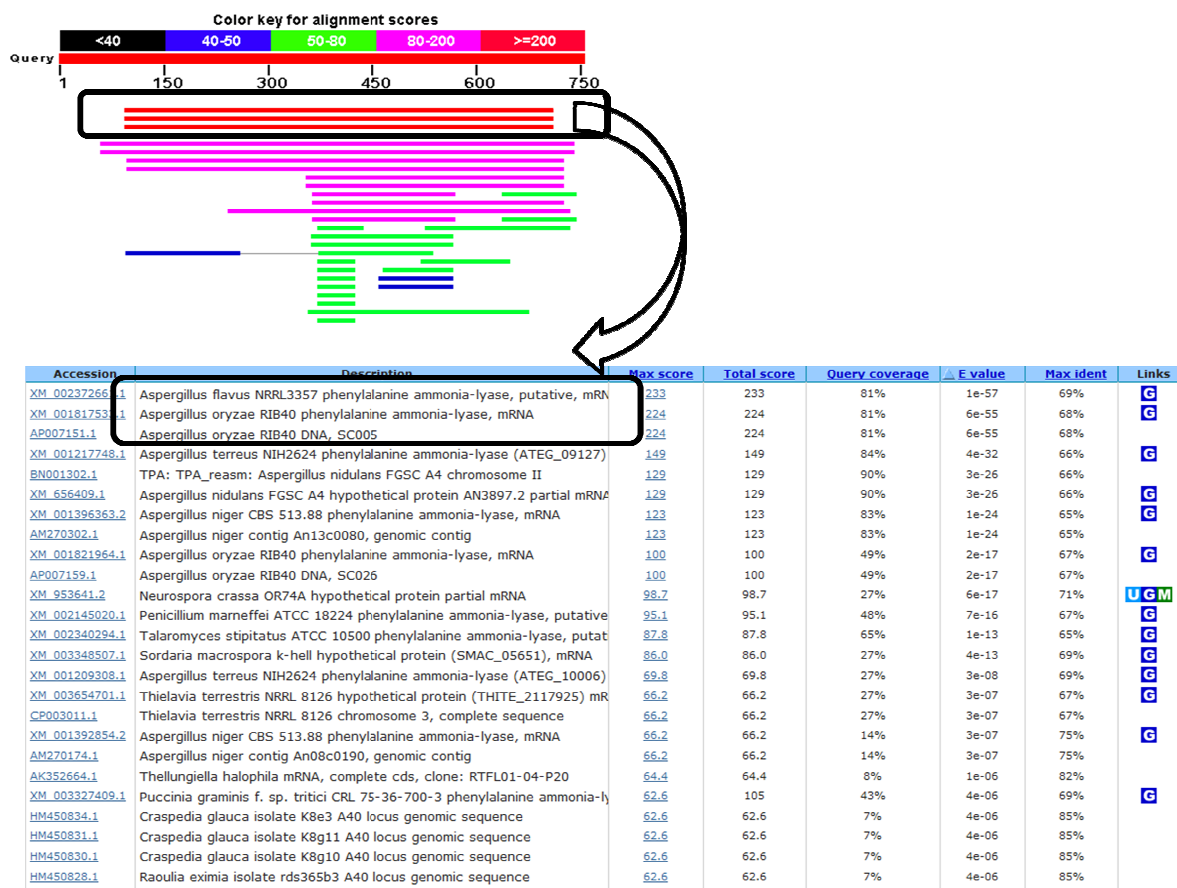 Color key for alignment scores
<40 40-50 50-80 80-200 >=200
Query
1 150 300 450 600 750
Accession Description Max score Total score Query coverage E value Max ident Links
XM_00237266 .1 Aspergillus flavus NRRL3357 phenylalanine ammonia-lyase, putative, mRN 233 233 81% 1e-57 69% G
XM_00181753 .1 Aspergillus oryzae RIB40 phenylalanine ammonia-lyase, mRNA 224 224 81% 6e-55 68% G
AP007151.1 Aspergillus oryzae RIB40 DNA, SC005 224 224 81% 6e-55 68%
XM_001217748.1 Aspergillus terreus NIH2624 phenylalanine ammonia-lyase (ATEG_09127) 149 149 84% 4e-32 66% G
BN001302.1 TPA: TPA_reasm: Aspergillus nidulans FGSC A4 chromosome II 129 129 90% 3e-26 66%
XM_656409.1 Aspergillus nidulans FGSC A4 hypothetical protein AN3897.2 partial mRNA 129 129 90% 3e-26 66% G
XM_001396363.2 Aspergillus niger CBS 513.88 phenylalanine ammonia-lyase, mRNA 123 123 83% 1e-24 65% G
AM270302.1 Aspergillus niger contig An13c0080, genomic contig 123 123 83% 1e-24 65%
XM_001821964.1 Aspergillus oryzae RIB40 phenylalanine ammonia-lyase, mRNA 100 100 49% 2e-17 67% G
AP007159.1 Aspergillus oryzae RIB40 DNA, SC026 100 100 49% 2e-17 67%
XM_953641.2 Neurospora crassa OR74A hypothetical protein partial mRNA 98.7 98.7 27% 6e-17 71% U G M
XM_002145020.1 Penicillium marneffei ATCC 18224 phenylalanine ammonia-lyase, putative 95.1 95.1 48% 7e-16 67% G
XM_002340294.1 Talaromyces stipitatus ATCC 10500 phenylalanine ammonia-lyase, putat 87.8 87.8 65% 1e-13 65% G
XM_003348507.1 Sordaria macrospora k-hell hypothetical protein (SMAC_05651), mRNA 86.0 86.0 27% 4e-13 69% G
XM_001209308.1 Aspergillus terreus NIH2624 phenylalanine ammonia-lyase (ATEG_10006) 69.8 69.8 27% 3e-08 69% G
XM_003654701.1 Thielavia terrestris NRRL 8126 hypothetical protein (THITE_2117925) mR 66.2 66.2 27% 3e-07 67% G
CP003011.1 Thielavia terrestris NRRL 8126 chromosome 3, complete sequence 66.2 66.2 27% 3e-07 67%
XM_001392854.2 Aspergillus niger CBS 513.88 phenylalanine ammonia-lyase, mRNA 66.2 66.2 14% 3e-07 75% G
AM270174.1 Aspergillus niger contig An08c0190, genomic contig 66.2 66.2 14% 3e-07 75%
AK352664.1 Thellungiella halophila mRNA, complete cds, clone: RTFL01-04-P20 64.4 64.4 8% 1e-06 82%
XM_003327409.1 Puccinia graminis f. sp. tritici CRL 75-36-700-3 phenylalanine ammonia-ly 62.6 105 43% 4e-06 69% G
HM450834.1 Craspedia glauca isolate K8e3 A40 locus genomic sequence 62.6 62.6 7% 4e-06 85%
HM450831.1 Craspedia glauca isolate K8g11 A40 locus genomic sequence 62.6 62.6 7% 4e-06 85%
HM450830.1 Craspedia glauca isolate K8g10 A40 locus genomic sequence 62.6 62.6 7% 4e-06 85%
HM450828.1 Raoulia eximia isolate rds365b3 A40 locus genomic sequence 62.6 62.6 7% 4e-06 85%